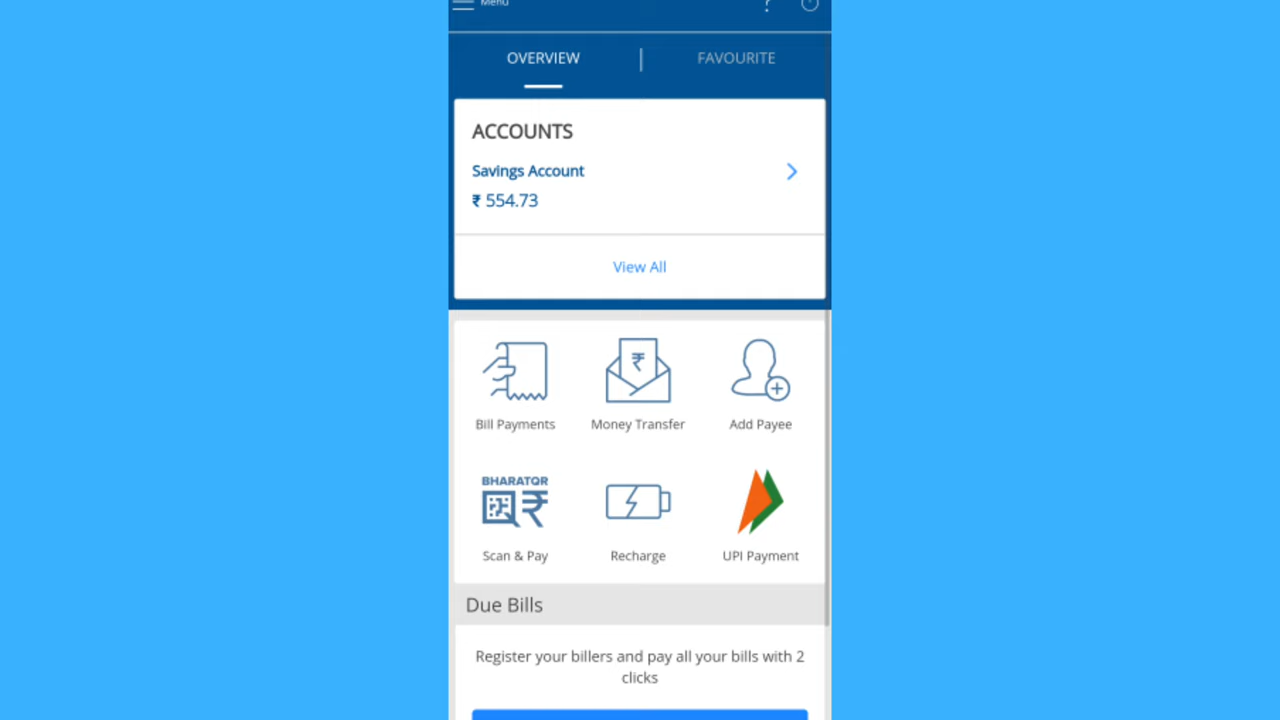 Menu
?
OVERVIEW | FAVOURITE
ACCOUNTS
Savings Account
₹ 554.73
View All
₹
Bill Payments Money Transfer Add Payee
BHARATQR
₹
Scan & Pay Recharge UPI Payment
Due Bills
Register your billers and pay all your bills with 2
clicks